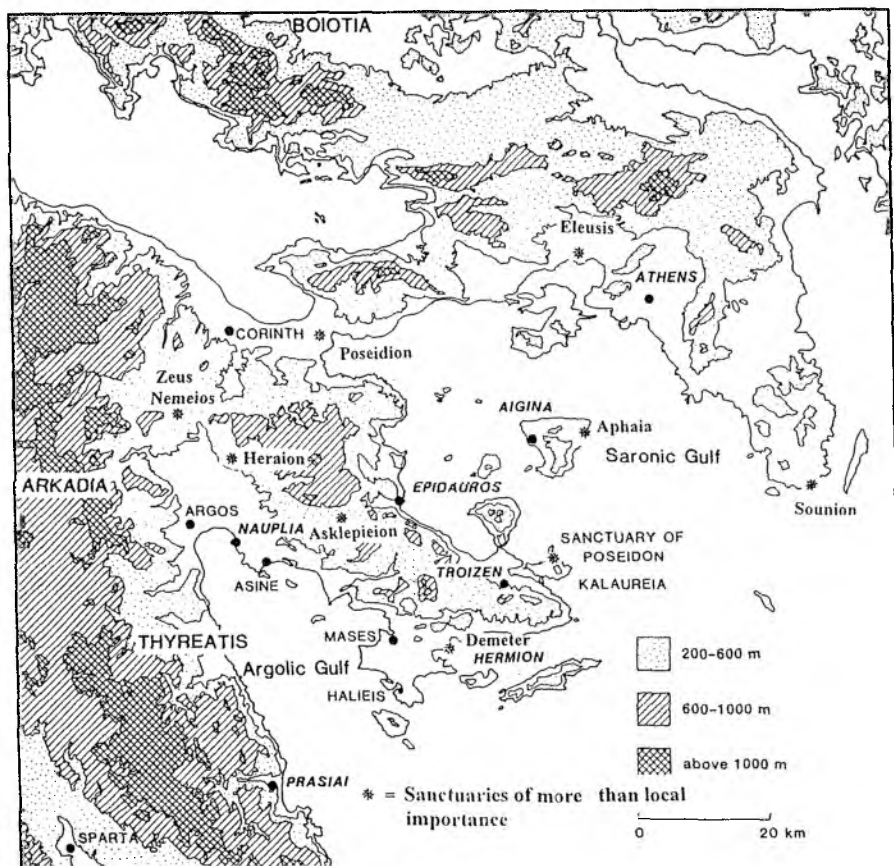 BOIOTIA
Eleusis
ATHENS
CORINTH
Poseidion
Zeus
Nemeios
AIGINA
Aphaia
Saronic Gulf
Heraion
ARKADIA
EPIDAUROS
Sounion
ARGOS
NAUPLIA
Asklepieion
SANCTUARY OF
POSEIDON
ASINE
TROIZEN
KALAUREIA
THYREATIS
MASES
Demeter
HERMION
200-600 m
Argolic Gulf
HALIEIS
600-1000 m
above 1000 m
PRASIAI
* = Sanctuaries of more than local
importance
SPARTA
0 20 km